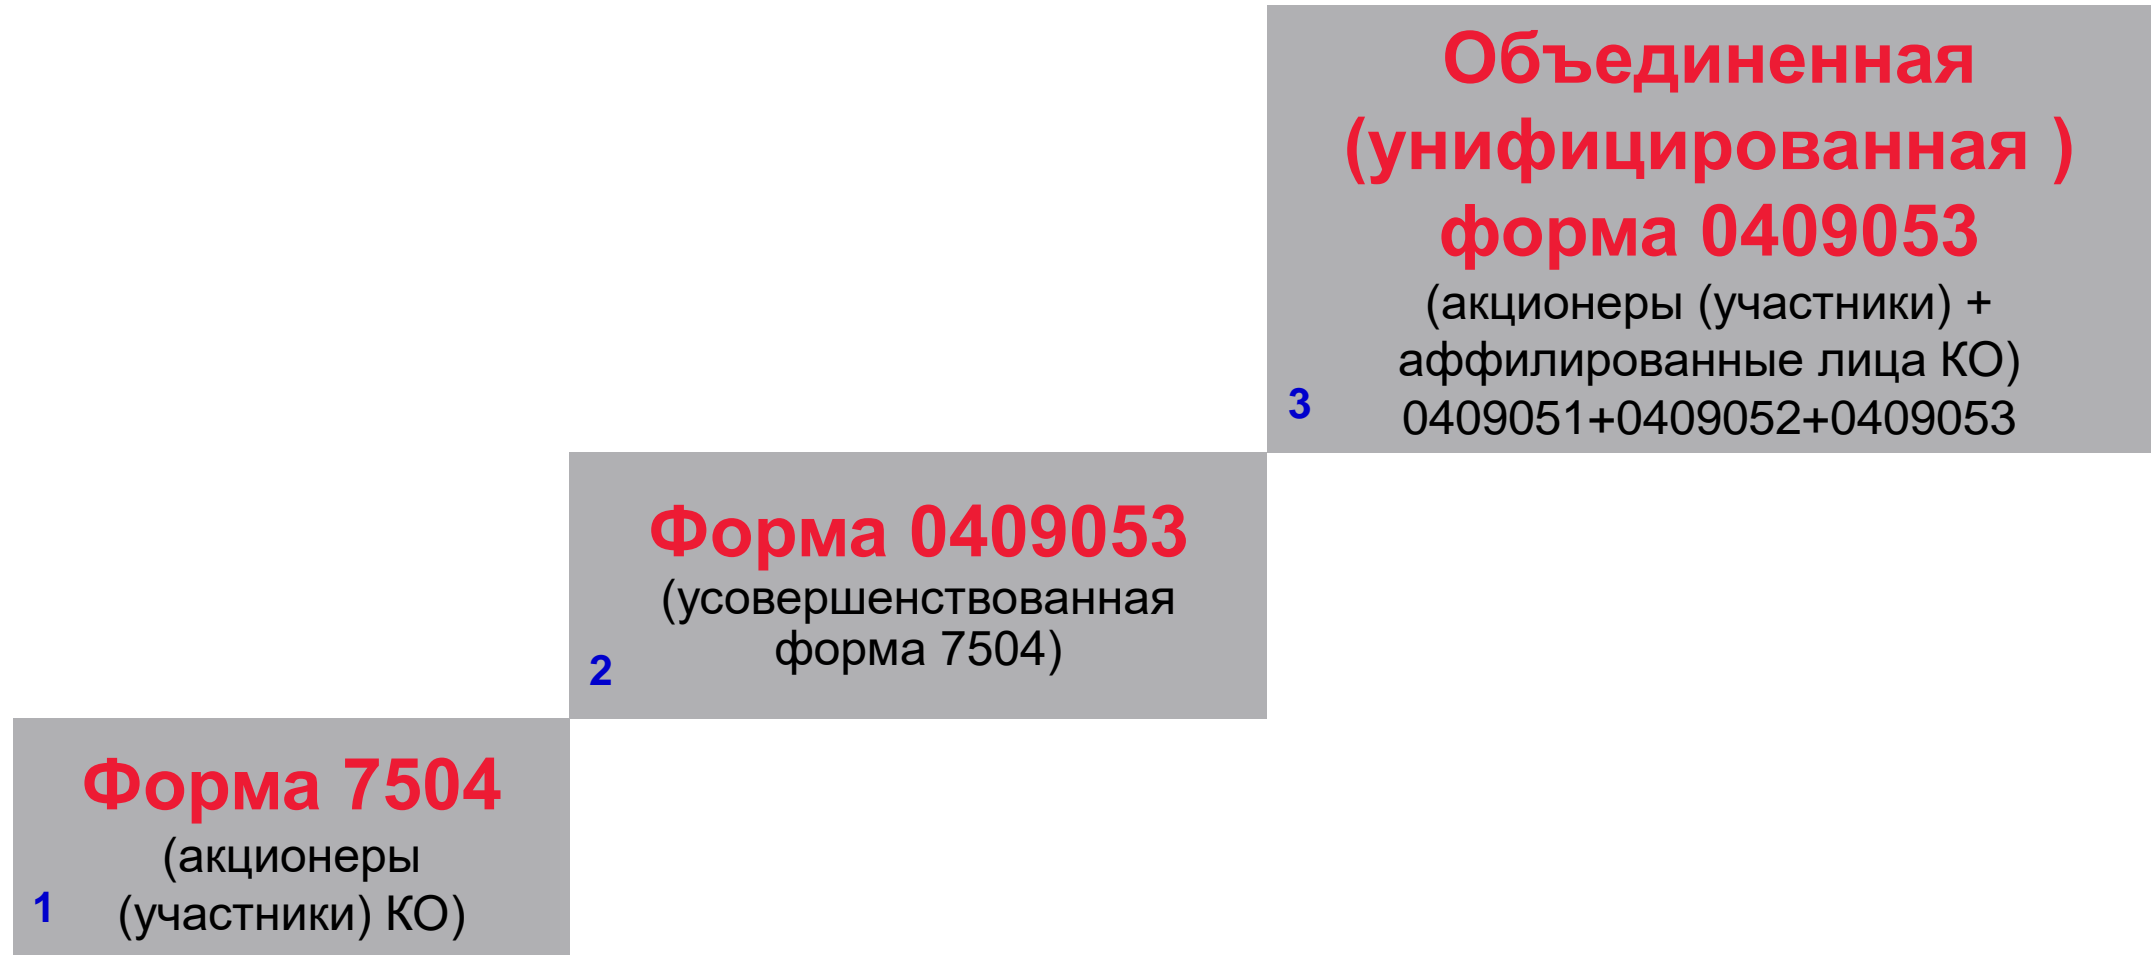 Объединенная
(унифицированная )
форма 0409053
(акционеры (участники) +
аффилированные лица КО)
3
0409051+0409052+0409053
Форма 0409053
(усовершенствованная
форма 7504)
2
Форма 7504
(акционеры
1
(участники) КО)